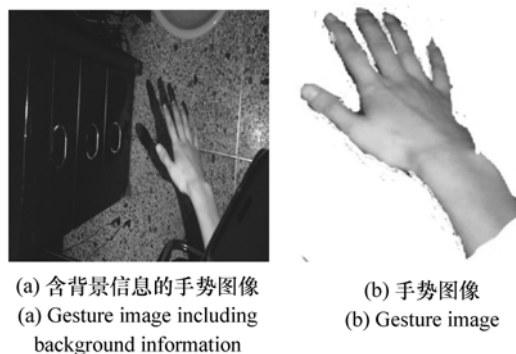 (a) 含背景信息的手势图像
(a) Gesture image including
background information
(b) 手势图像
(b) Gesture image